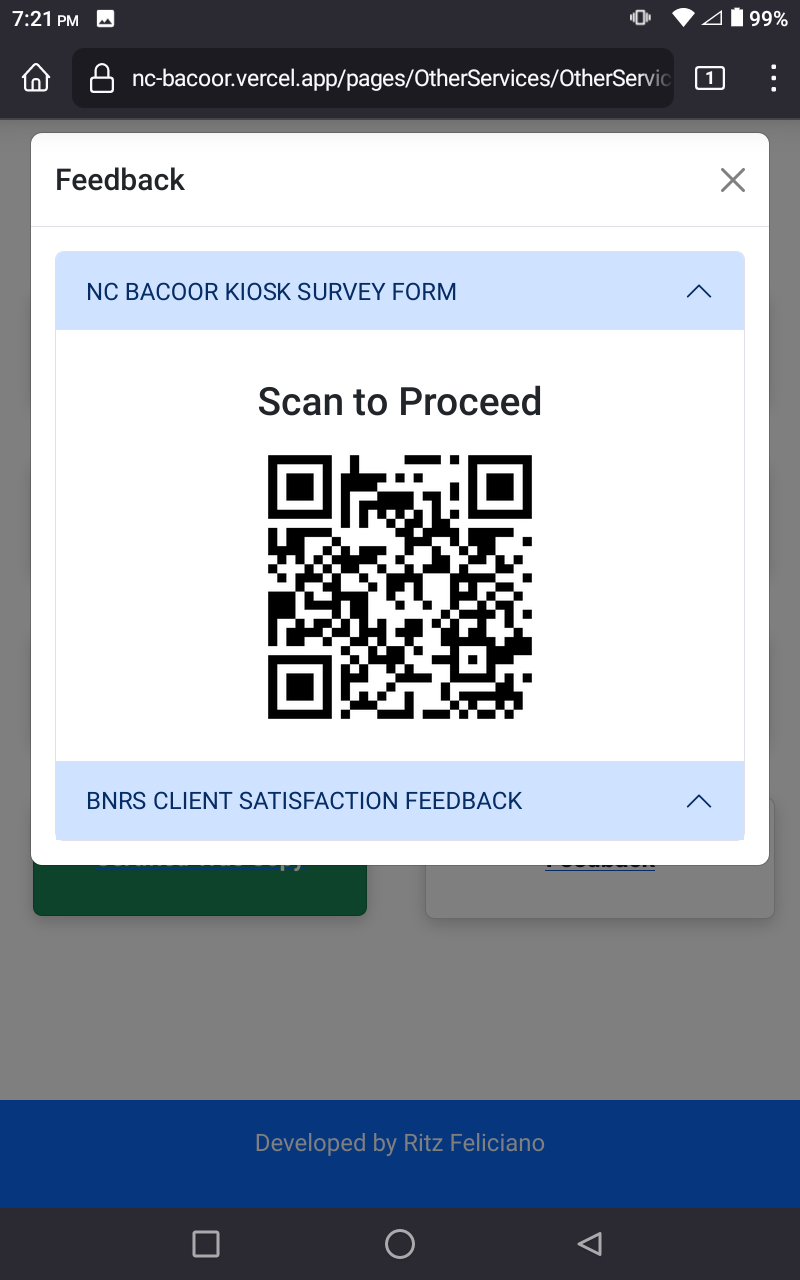 7:21 PM
99%
nc-bacoor.vercel.app/pages/OtherServices/OtherServic
1
Feedback
NC BACOOR KIOSK SURVEY FORM
Scan to Proceed
BNRS CLIENT SATISFACTION FEEDBACK
Feedback
Developed by Ritz Feliciano